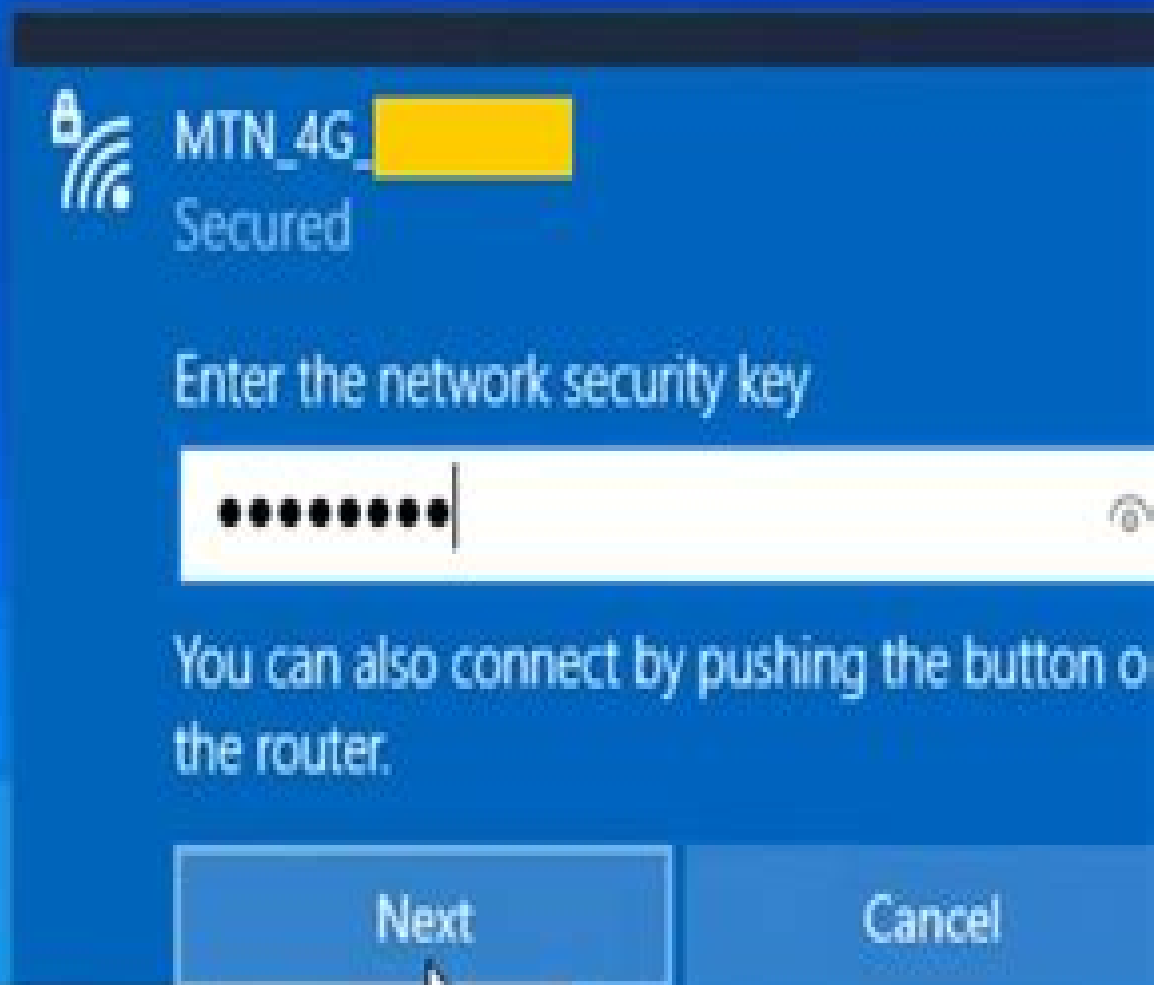 MTN_4G_
Secured
Enter the network security key
••••••••
You can also connect by pushing the button o
the router.
Next
Cancel